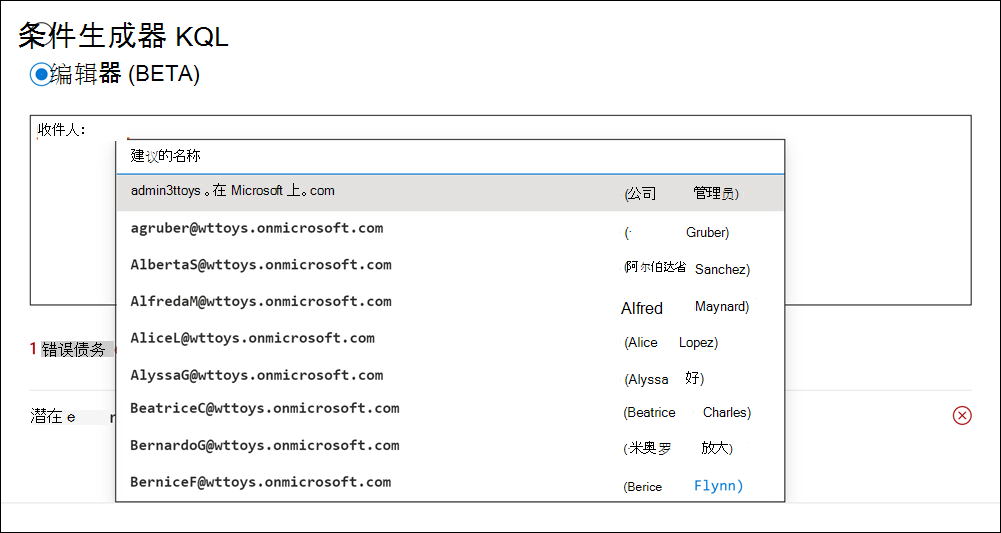 条件生成器 KQL
编辑器 (BETA)
收件人：
建议的名称
admin3ttoys 。在 Microsoft 上。com (公司 管理员)
agruber@wttoys.onmicrosoft.com (· Gruber)
AlbertaS@wttoys.onmicrosoft.com (阿尔伯达省 Sanchez)
AlfredaM@wttoys.onmicrosoft.com Alfred Maynard)
AliceL@wttoys.onmicrosoft.com (Alice Lopez)
AlyssaG@wttoys.onmicrosoft.com (Alyssa 好)
BeatriceC@wttoys.onmicrosoft.com (Beatrice Charles)
BernardoG@wttoys.onmicrosoft.com (·米奥罗 放大)
BerniceF@wttoys.onmicrosoft.com (Berice Flynn)
1 错误债务
潜在 e